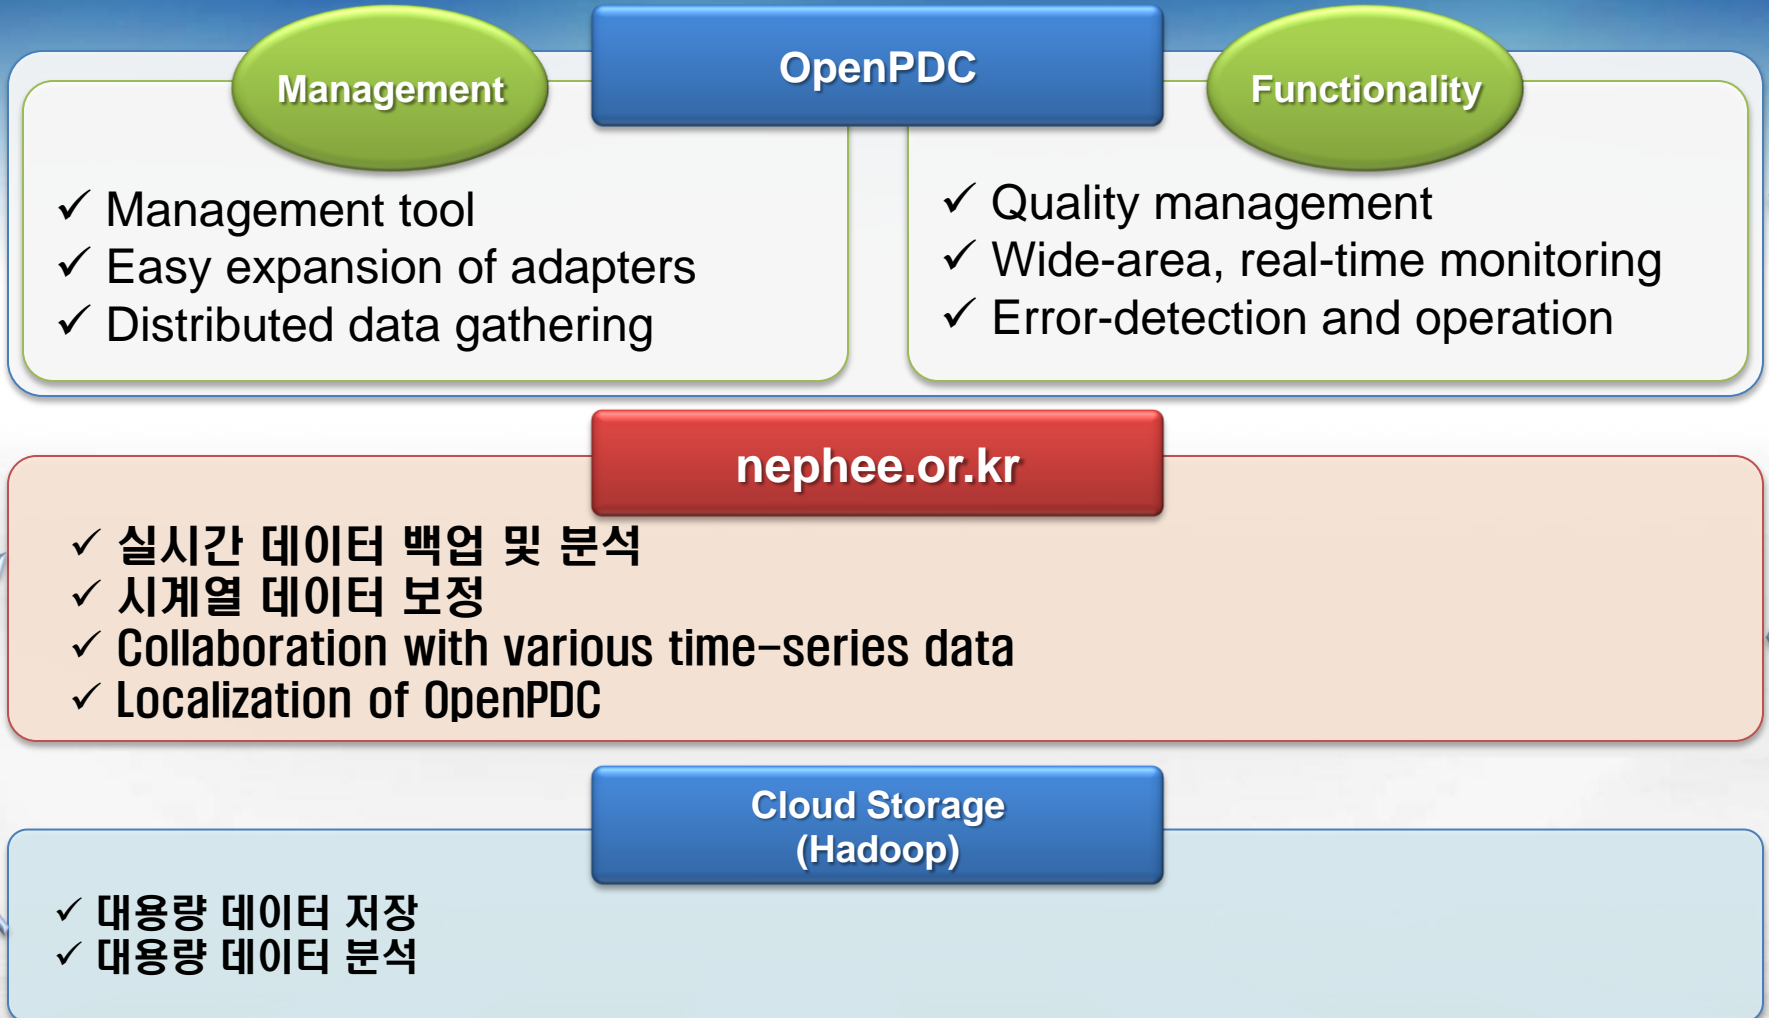 OpenPDC
Management
✓ Management tool
✓ Easy expansion of adapters
✓ Distributed data gathering
Functionality
✓ Quality management
✓ Wide-area, real-time monitoring
✓ Error-detection and operation
nephee.or.kr
✓ 실시간 데이터 백업 및 분석
✓ 시계열 데이터 보정
✓ Collaboration with various time-series data
✓ Localization of OpenPDC
Cloud Storage
(Hadoop)
✓ 대용량 데이터 저장
✓ 대용량 데이터 분석